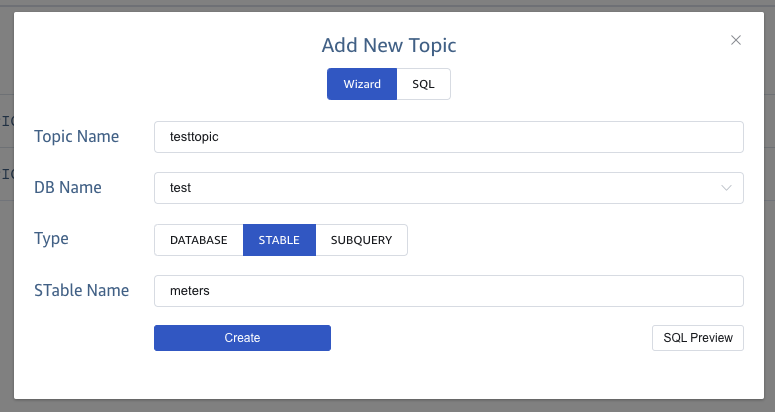 Add New Topic
Wizard SQL
Topic Name testtopic
DB Name test
Type DATABASE STABLE SUBQUERY
STable Name meters
Create SQL Preview